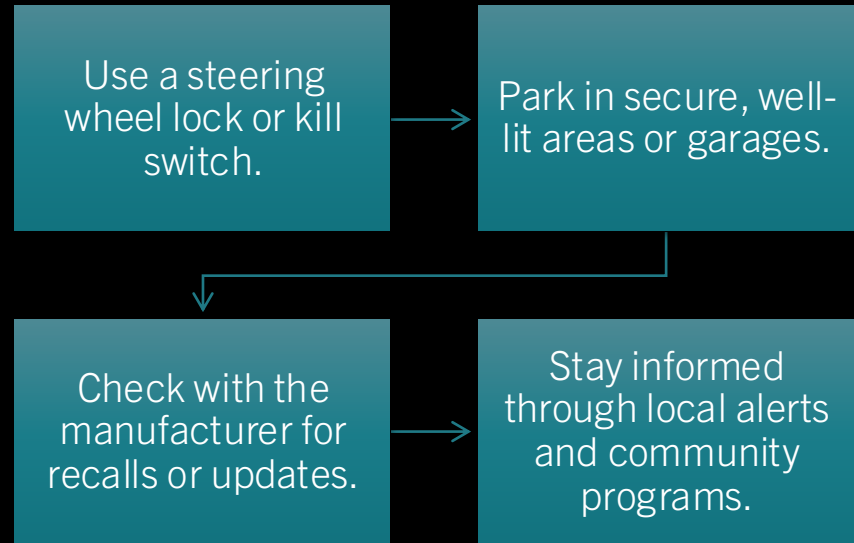 Use a steering
wheel lock or kill
switch.
Park in secure, well-
lit areas or garages.
Check with the
manufacturer for
recalls or updates.
Stay informed
through local alerts
and community
programs.